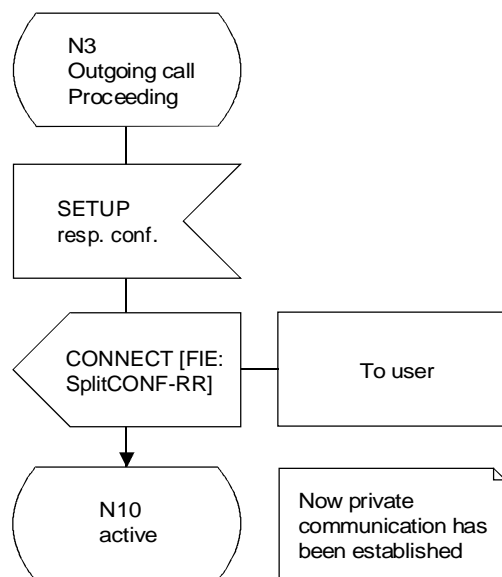 N3
Outgoing call
Proceeding
SETUP
resp. conf.
CONNECT [FIE:
SplitCONF-RR]
To user
N10
active
Now private
communication has
been established